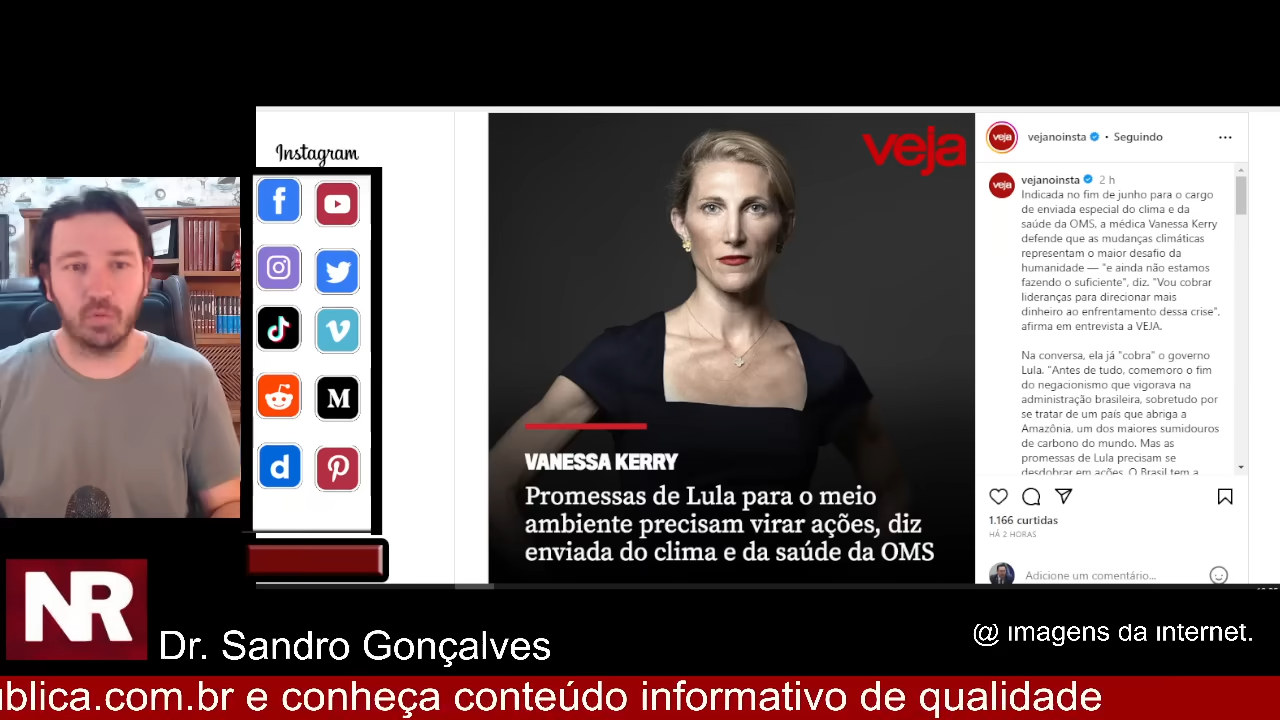 Instagram
veja
VANESSA KERRY
Promessas de Lula para o meio
ambiente precisam virar ações, diz
enviada do clima e da saúde da OMS
veja
vejanoinsta • Seguindo
veja
vejanoinsta 2 h
Indicada no fim de junho para o cargo
de enviada especial do clima e da
saúde da OMS, a médica Vanessa Kerry
defende que as mudanças climáticas
representam o maior desafio da
humanidade — "e ainda não estamos
fazendo o suficiente", diz. "Vou cobrar
lideranças para direcionar mais
dinheiro ao enfrentamento dessa crise",
afirma em entrevista a VEJA.
Na conversa, ela já "cobra" o governo
Lula. "Antes de tudo, comemoro o fim
do negacionismo que vigorava na
administração brasileira, sobretudo por
se tratar de um país que abriga a
Amazônia, um dos maiores sumidouros
de carbono do mundo. Mas as
promessas de Lula precisam se
desdobrar em ações. O Brasil tem a
1.166 curtidas
HÁ 2 HORAS
Adicione um comentário...
NR
Dr. Sandro Gonçalves
@ imagens da internet.
ública.com.br e conheça conteúdo informativo de qualidade